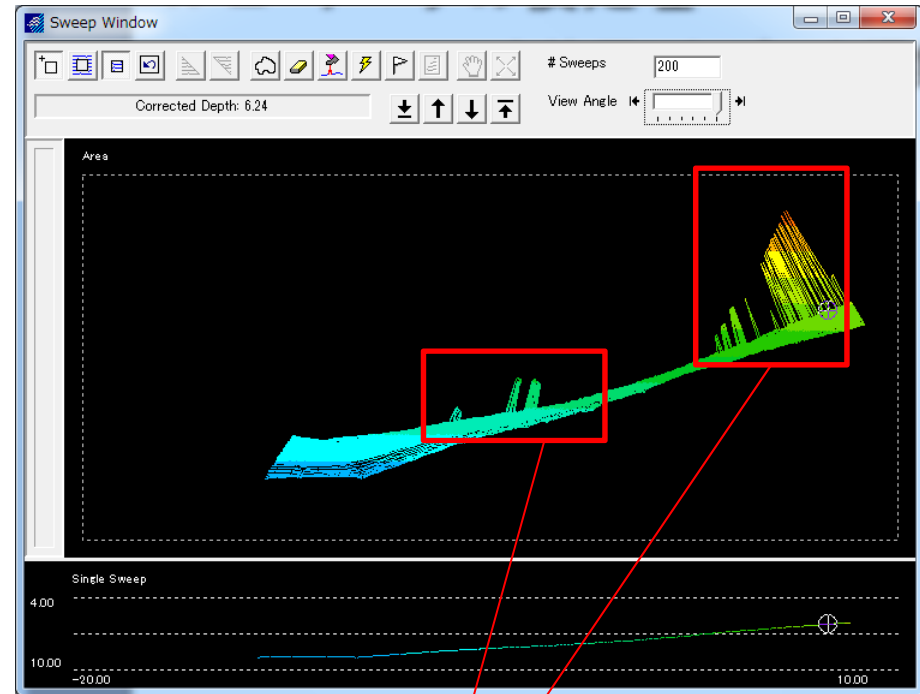 Sweep Window
# Sweeps
200
Corrected Depth: 6.24
View Angle
Area
Single Sweep
4.00
10.00
-20.00
10.00